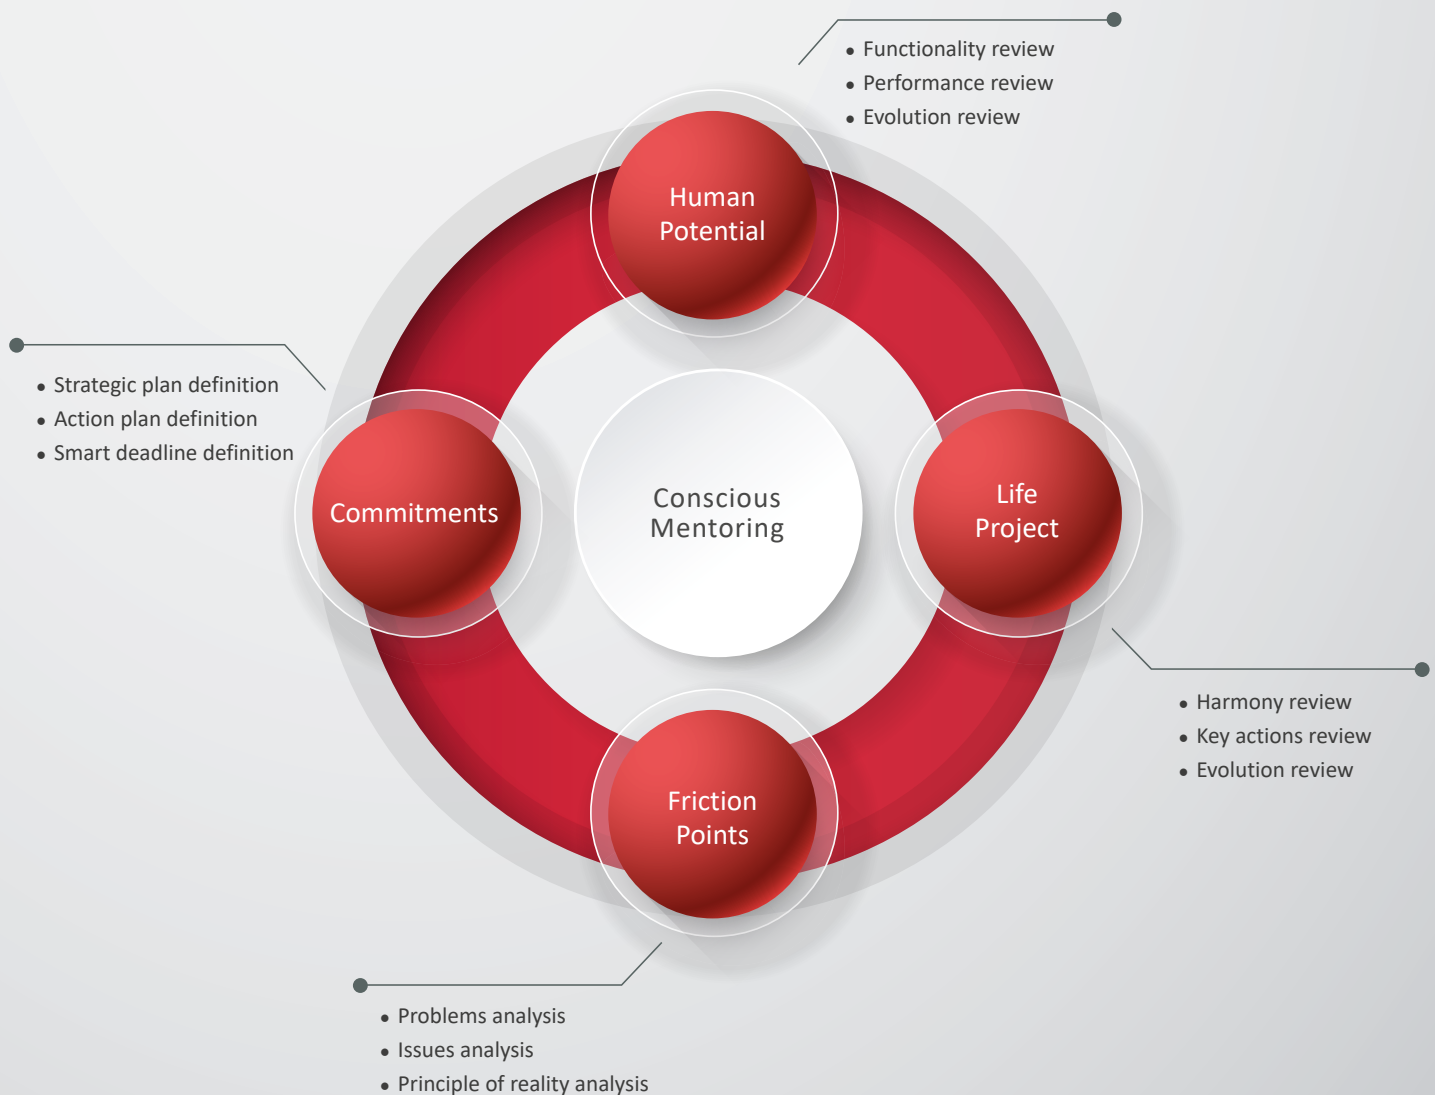 • Functionality review
• Performance review
• Evolution review
Human
Potential
• Strategic plan definition
• Action plan definition
• Smart deadline definition
Commitments
Conscious
Mentoring
Life
Project
• Harmony review
• Key actions review
• Evolution review
Friction
Points
• Problems analysis
• Issues analysis
• Principle of reality analysis